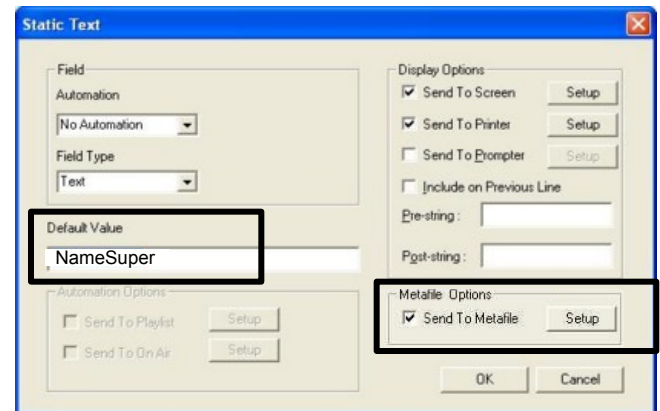 Static Text
Field
Automation
No Automation
Field Type
Text
Default Value
NameSuper
Automation Options
Send To Playlist Setup
Send To On Air Setup
Display Options
Send To Screen Setup
Send To Printer Setup
Send To Prompter Setup
Include on Previous Line
Pre-string :
Post-string :
Metafile Options
Send To Metafile Setup
OK Cancel